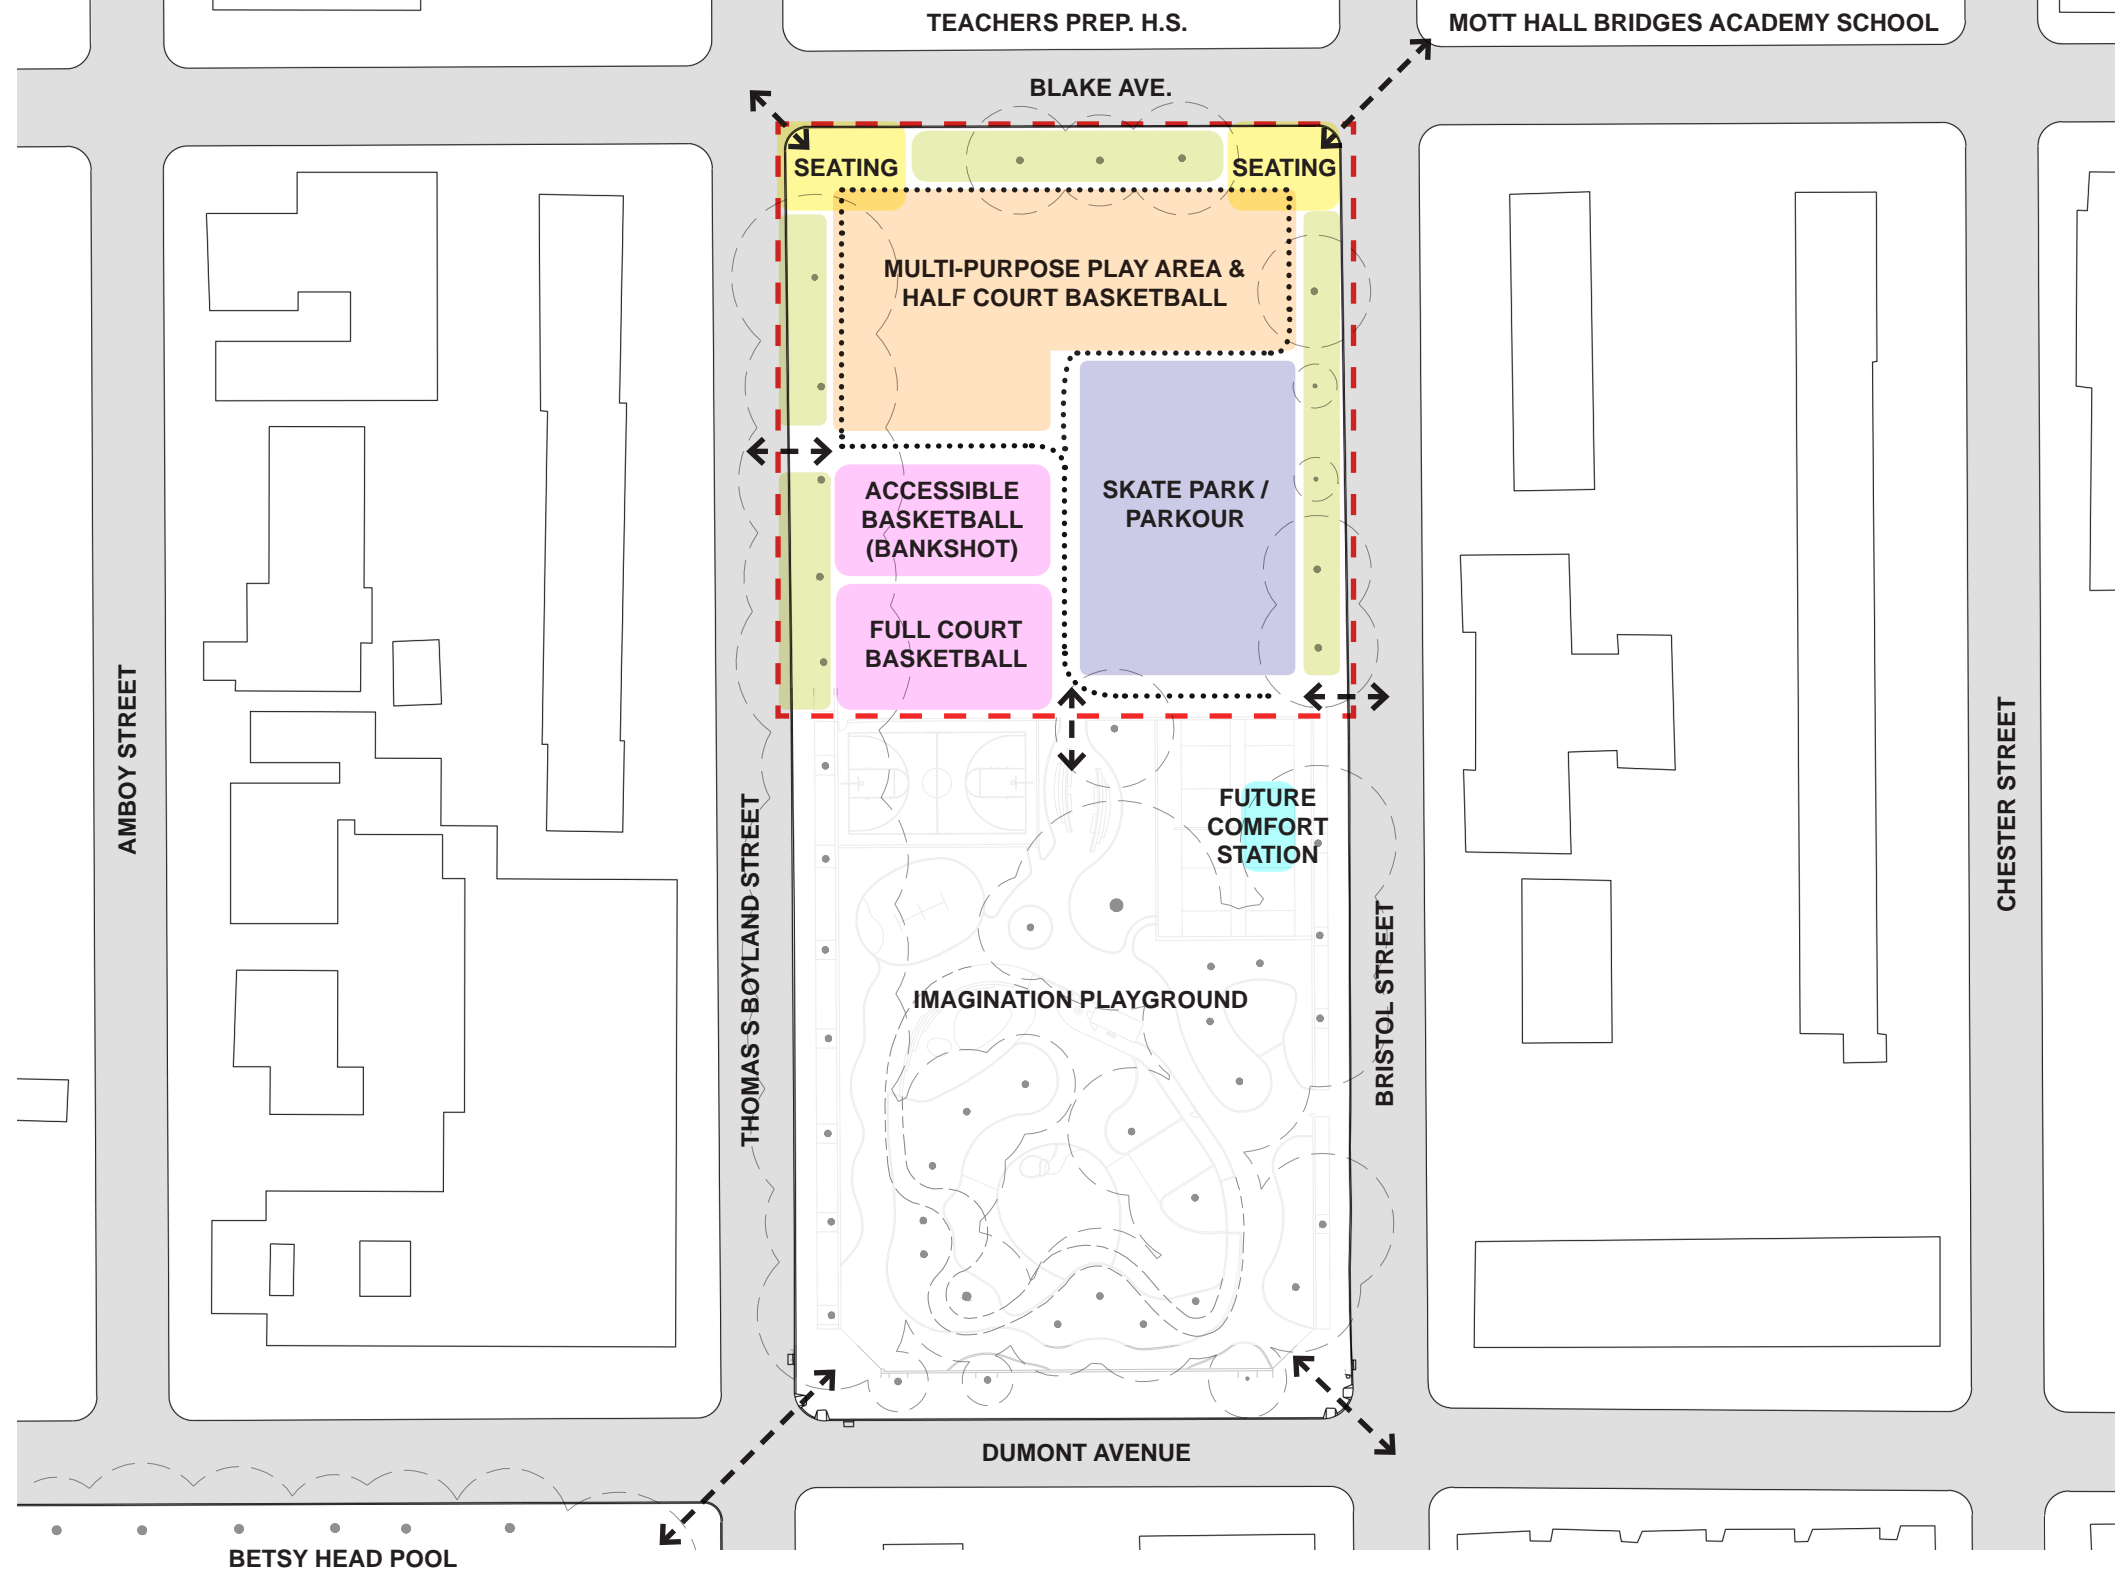 TEACHERS PREP. H.S.
MOTT HALL BRIDGES ACADEMY SCHOOL
BLAKE AVE.
SEATING
SEATING
MULTI-PURPOSE PLAY AREA &
HALF COURT BASKETBALL
ACCESSIBLE
BASKETBALL
(BANKSHOT)
SKATE PARK /
PARKOUR
FULL COURT
BASKETBALL
AMBOY STREET
THOMAS S BOYLAND STREET
FUTURE
COMFORT
STATION
BRISTOL STREET
CHESTER STREET
IMAGINATION PLAYGROUND
DUMONT AVENUE
BETSY HEAD POOL